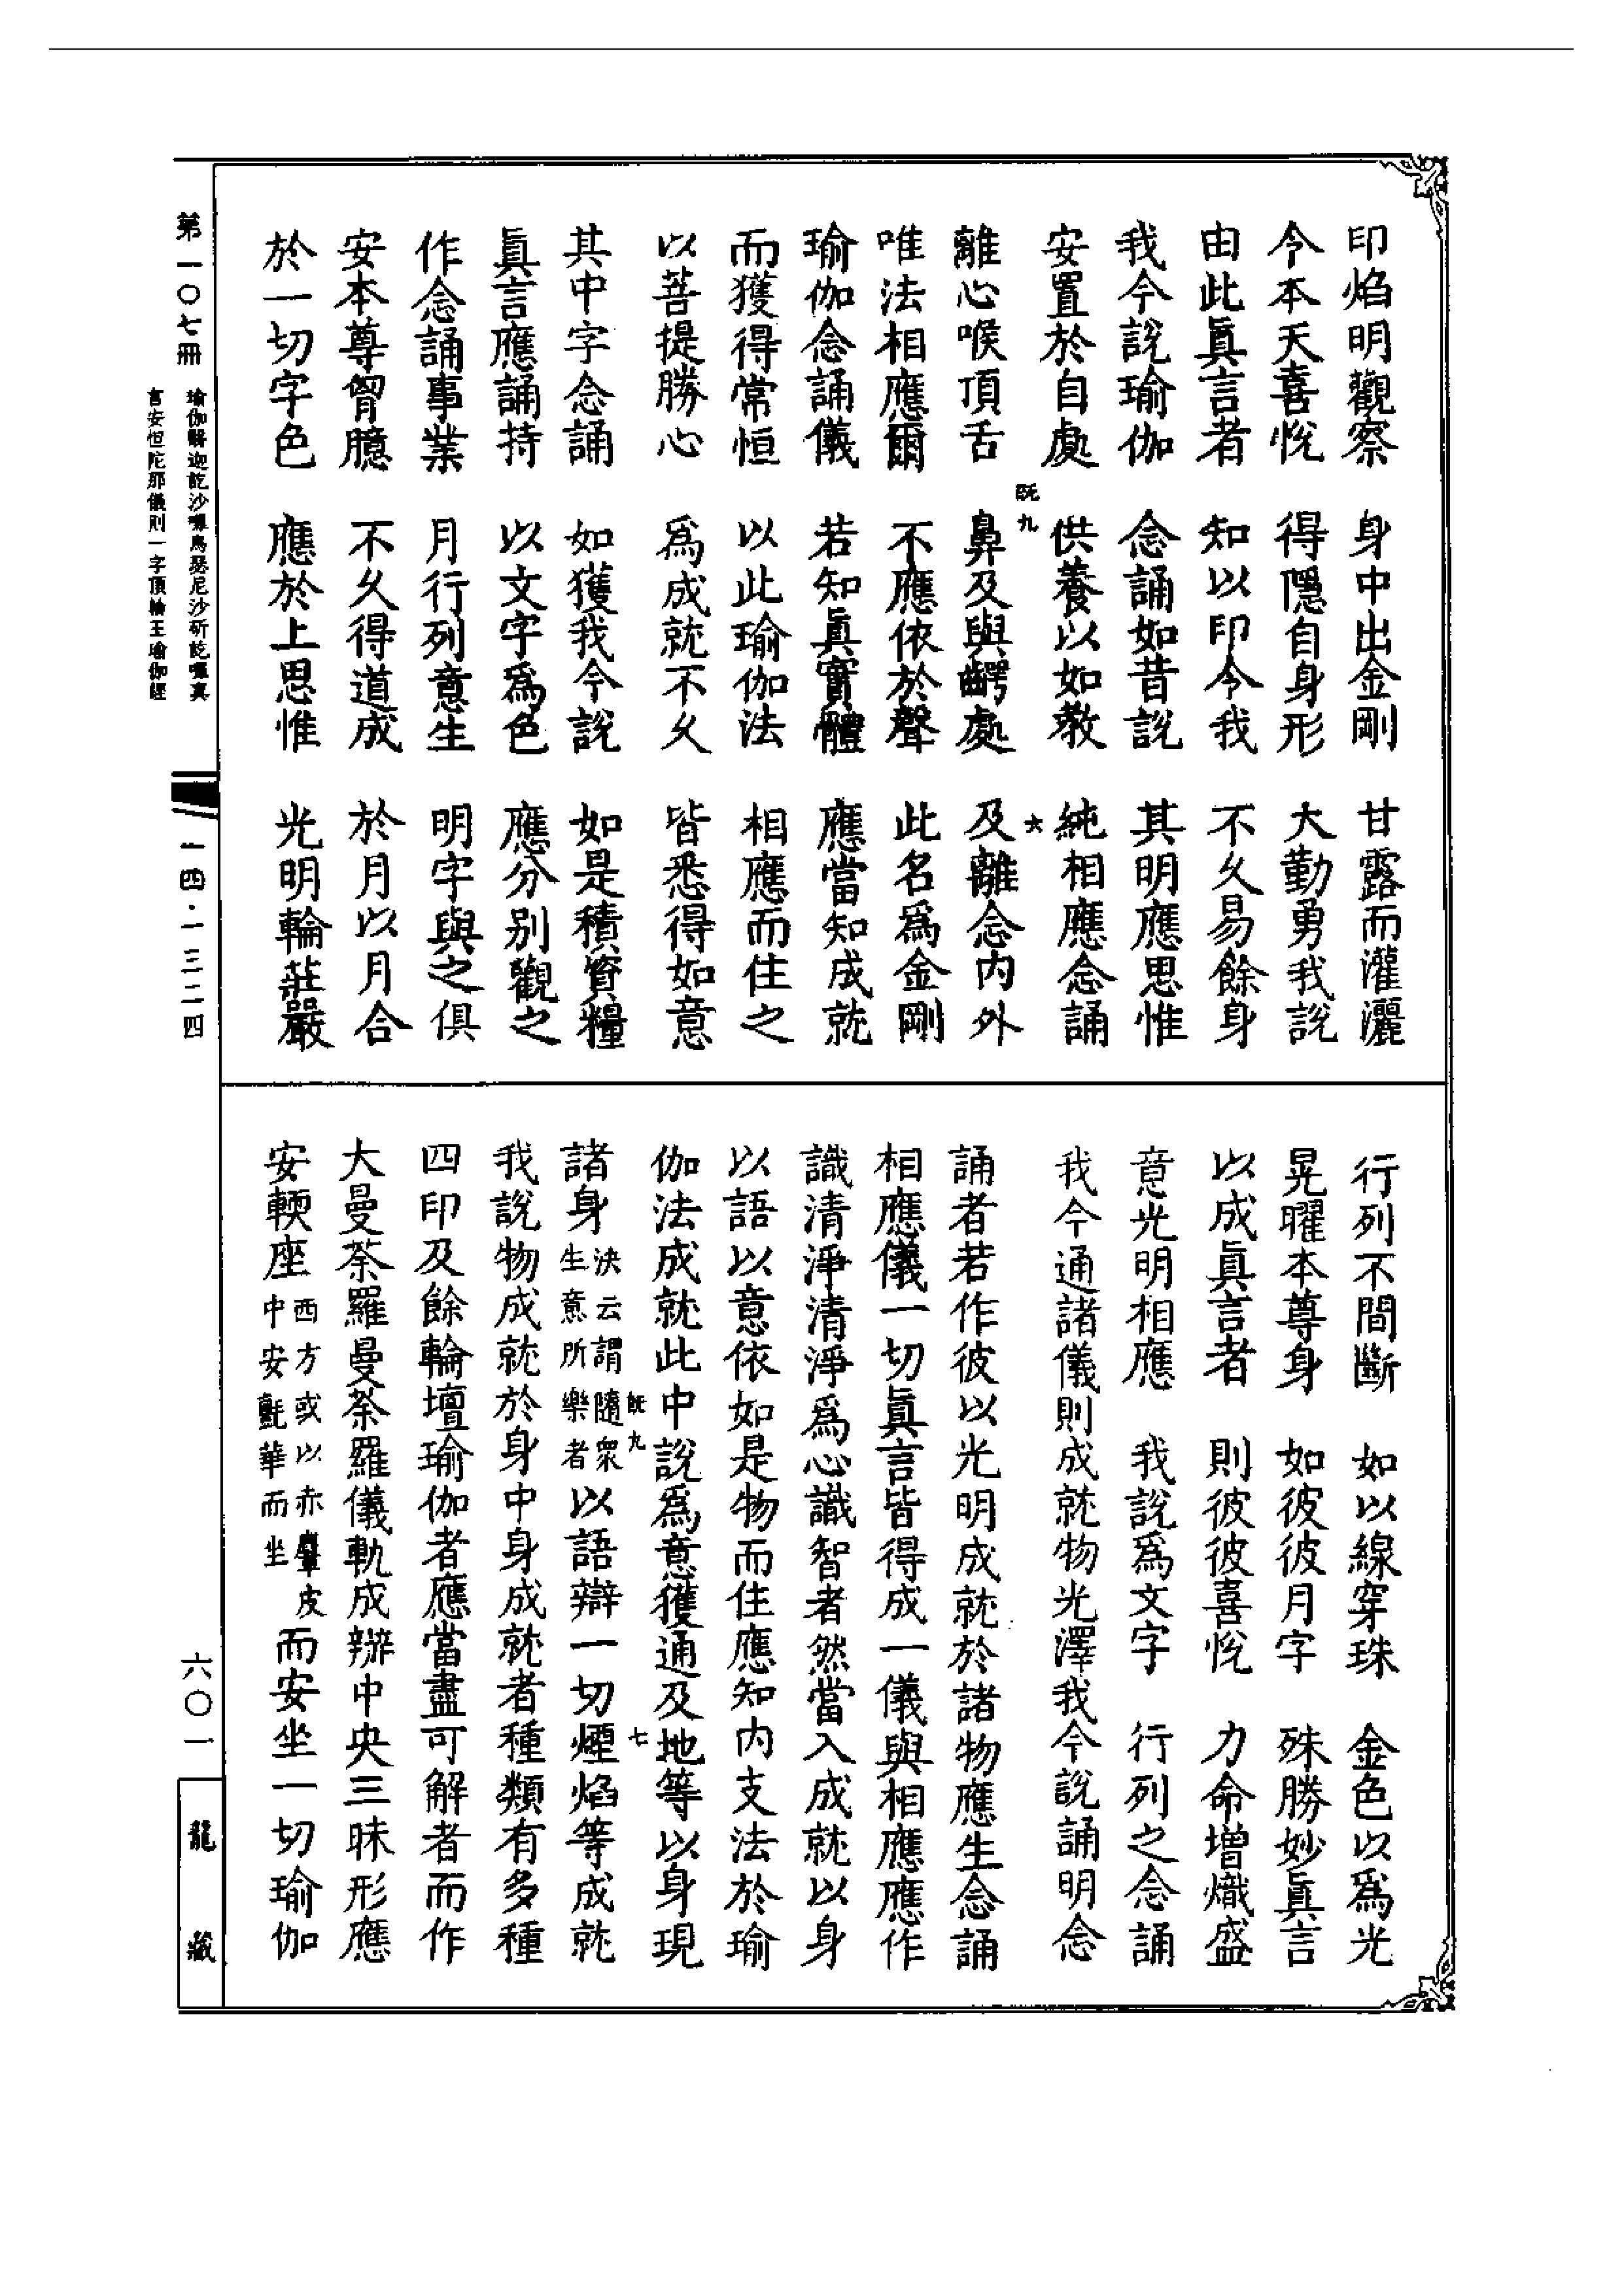 印焰明觀察　身中出金剛　甘露而灌灑
令本天喜悅　得隱自身形　大勤勇我說
由此眞言者　知以印令我　不久易餘身
我今說瑜伽　念誦如昔說　其明應思惟
安置於自處　供養以如教　純相應念誦
旣九　六
離心喉頂舌　鼻及與齶處　及離念內外
唯法相應爾　不應依於聲　此名爲金剛
瑜伽念誦儀　若知眞實體　應當知成就
而獲得常恒　以此瑜伽法　相應而住之
以菩提勝心　爲成就不久　皆悉得如意
其中字念誦　如獲我今說　如是積資糧
眞言應誦持　以文字爲色　應分別觀之
作念誦事業　月行列意生　明字與之俱
安本尊胷臆　不久得道成　於月以月合
於一切字色　應於上思惟　光明輪莊嚴
行列不間斷　如以線穿珠　金色以爲光
晃曜本尊身　如彼彼月字　殊勝妙眞言
以成眞言者　則彼彼喜悅　力命增熾盛
意光明相應　我說爲文字　行列之念誦
我今通諸儀則成就物光澤我今說誦明念
誦者若作彼以光明成就於諸物應生念誦
相應儀一切眞言皆得成一儀與相應應作
識清淨清淨爲心識智者然當入成就以身
以語以意依如是物而住應知內支法於瑜
伽法成就此中說爲意獲通及地等以身現
旣九　七
諸身決云謂隨衆生意所樂者以語辯一切煙焰等成就
我說物成就於身中身成就者種類有多種
四印及餘輪壇瑜伽者應當盡可解者而作
大曼荼羅曼荼羅儀軌成辦中央三昧形應
安輭座西方或以赤皮中安氎華而坐而安坐一切瑜伽
第一〇七冊
瑜伽翳迦訖沙囉烏瑟尼沙斫訖囉眞
言安怛陀那儀則一字頂輪王瑜伽經
一四·一三二四
六〇一
龍藏